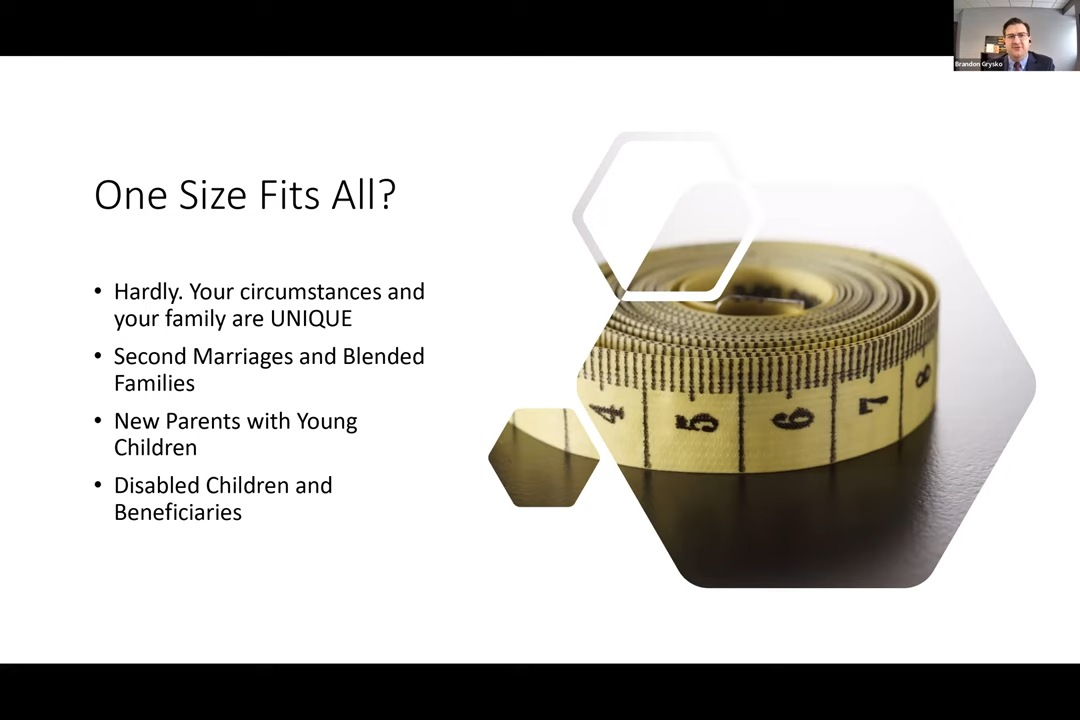 Brandon Grysko
One Size Fits All?
• Hardly. Your circumstances and
your family are UNIQUE
• Second Marriages and Blended
Families
• New Parents with Young
Children
• Disabled Children and
Beneficiaries
4 5 6 7 8